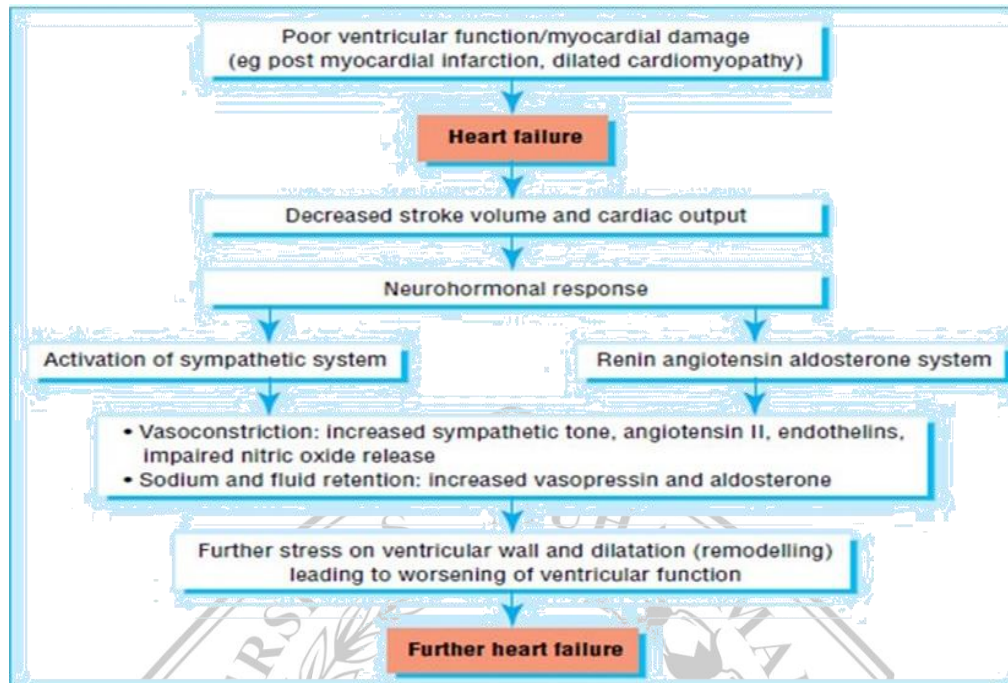 Poor ventricular function/myocardial damage
(eg post myocardial infarction, dilated cardiomyopathy)
Heart failure
Decreased stroke volume and cardiac output
Neurohormonal response
Activation of sympathetic system
Renin angiotensin aldosterone system
• Vasoconstriction: increased sympathetic tone, angiotensin II, endothelins,
impaired nitric oxide release
• Sodium and fluid retention: increased vasopressin and aldosterone
Further stress on ventricular wall and dilatation (remodelling)
leading to worsening of ventricular function
Further heart failure